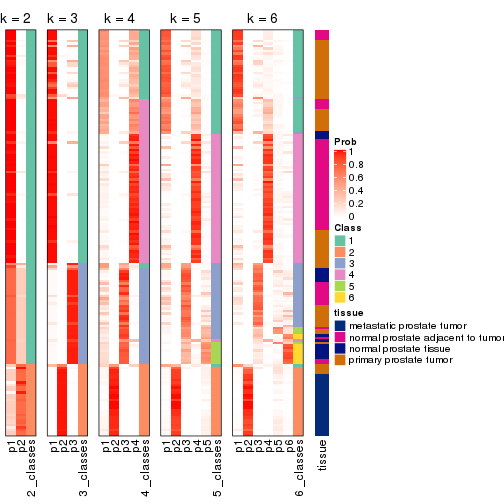 k = 2
k = 3
k = 4
k = 5
k = 6
Prob
1
0.8
0.6
0.4
0.2
0
Class
1
2
3
4
5
6
tissue
metastatic prostate tumor
normal prostate adjacent to tumor
normal prostate tissue
primary prostate tumor
p1
p2
2_classes
p1
p2
p3
3_classes
p1
p2
p3
p4
4_classes
p1
p2
p3
p4
p5
5_classes
p1
p2
p3
p4
p5
p6
6_classes
tissue